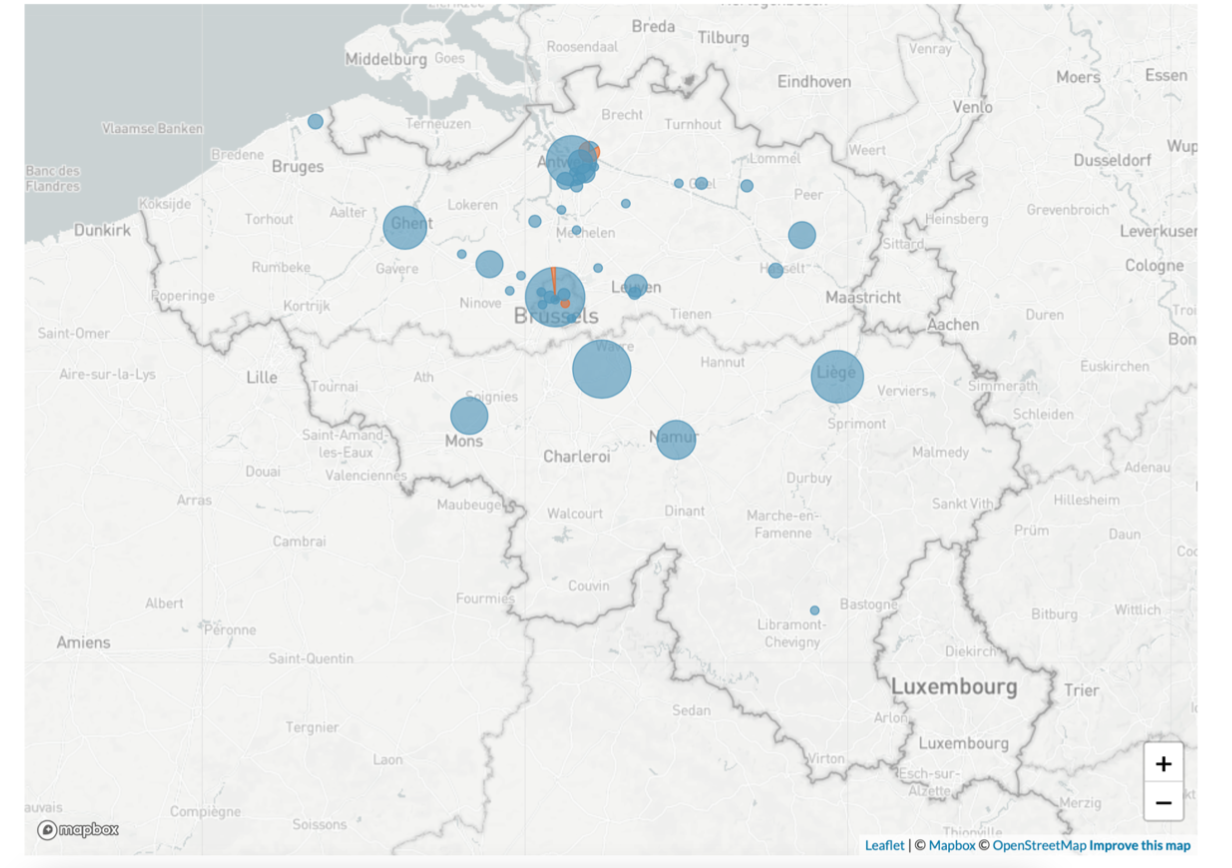 Breda
Tilburg
Roosendaal
Middelburg
Goes
Venray
Moers
Essen
Eindhoven
Venlo
Vlaamse Banken
Terneuzen
Brecht
Turnhout
Bredene
Bruges
Lommel
Weert
Dusseldorf
Wup
Banc des
Flandres
Peer
Koksijde
Lokeren
Aalter
Torhout
Ghent
Grevenbroich
Heinsberg
Dunkirk
Mechelen
Leverkusen
Sittard
Rumbeke
Gavere
Hasselt
Cologne
Leuven
Poperinge
Kortrijk
Ninove
Maastricht
Brussels
Tienen
Duren
Aachen
Saint-Omer
Wavre
Bon
Hannut
Aire-sur-la-Lys
Lille
Ath
Liège
Euskirchen
Tournai
Soignies
Verviers
Simmerath
Schleiden
Sprimont
Saint-Amand-
les-Eaux
Mons
Namur
Charleroi
Malmedy
Douai
Valenciennes
Adenau
Durbuy
Arras
Maubeuge
Walcourt
Dinant
Marche-en-
Famenne
Sankt Vith
Hillesheim
Prüm
Daun
Cambrai
Couvin
Fourmies
Albert
Bastogne
Bitburg
Wittlich
Péronne
Libramont-
Chevigny
Amiens
Saint-Quentin
Diekirch
Luxembourg
Trier
Sedan
Arlon
Tergnier
Luxembourg
Laon
Virton
Esch-sur-
Alzette
+
−
auvais
Compiègne
Soissons
Merzig
Thionville
mapbox
Leaflet | © Mapbox © OpenStreetMap Improve this map